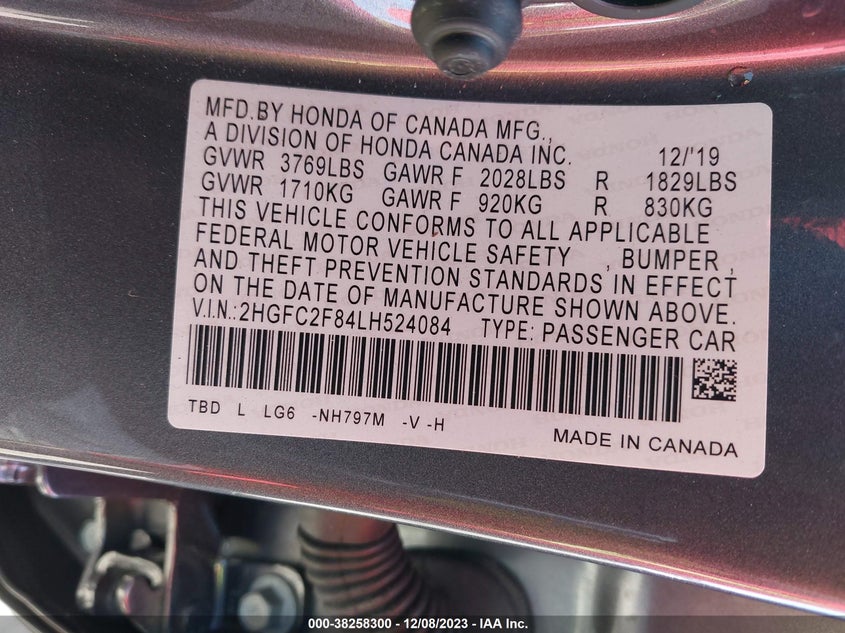 MFD.BY HONDA OF CANADA MFG.,
A DIVISION OF HONDA CANADA INC. 12/'19
GVWR 3769LBS GAWR F 2028LBS R 1829LBS
GVWR 1710KG GAWR F 920KG R 830KG
THIS VEHICLE CONFORMS TO ALL APPLICABLE
FEDERAL MOTOR VEHICLE SAFETY , BUMPER ,
AND THEFT PREVENTION STANDARDS IN EFFECT
ON THE DATE OF MANUFACTURE SHOWN ABOVE.
V.I.N.:2HGFC2F84LH524084 TYPE: PASSENGER CAR
TBD L LG6 -NH797M -V -H
MADE IN CANADA
000-38258300 - 12/08/2023 - IAA Inc.